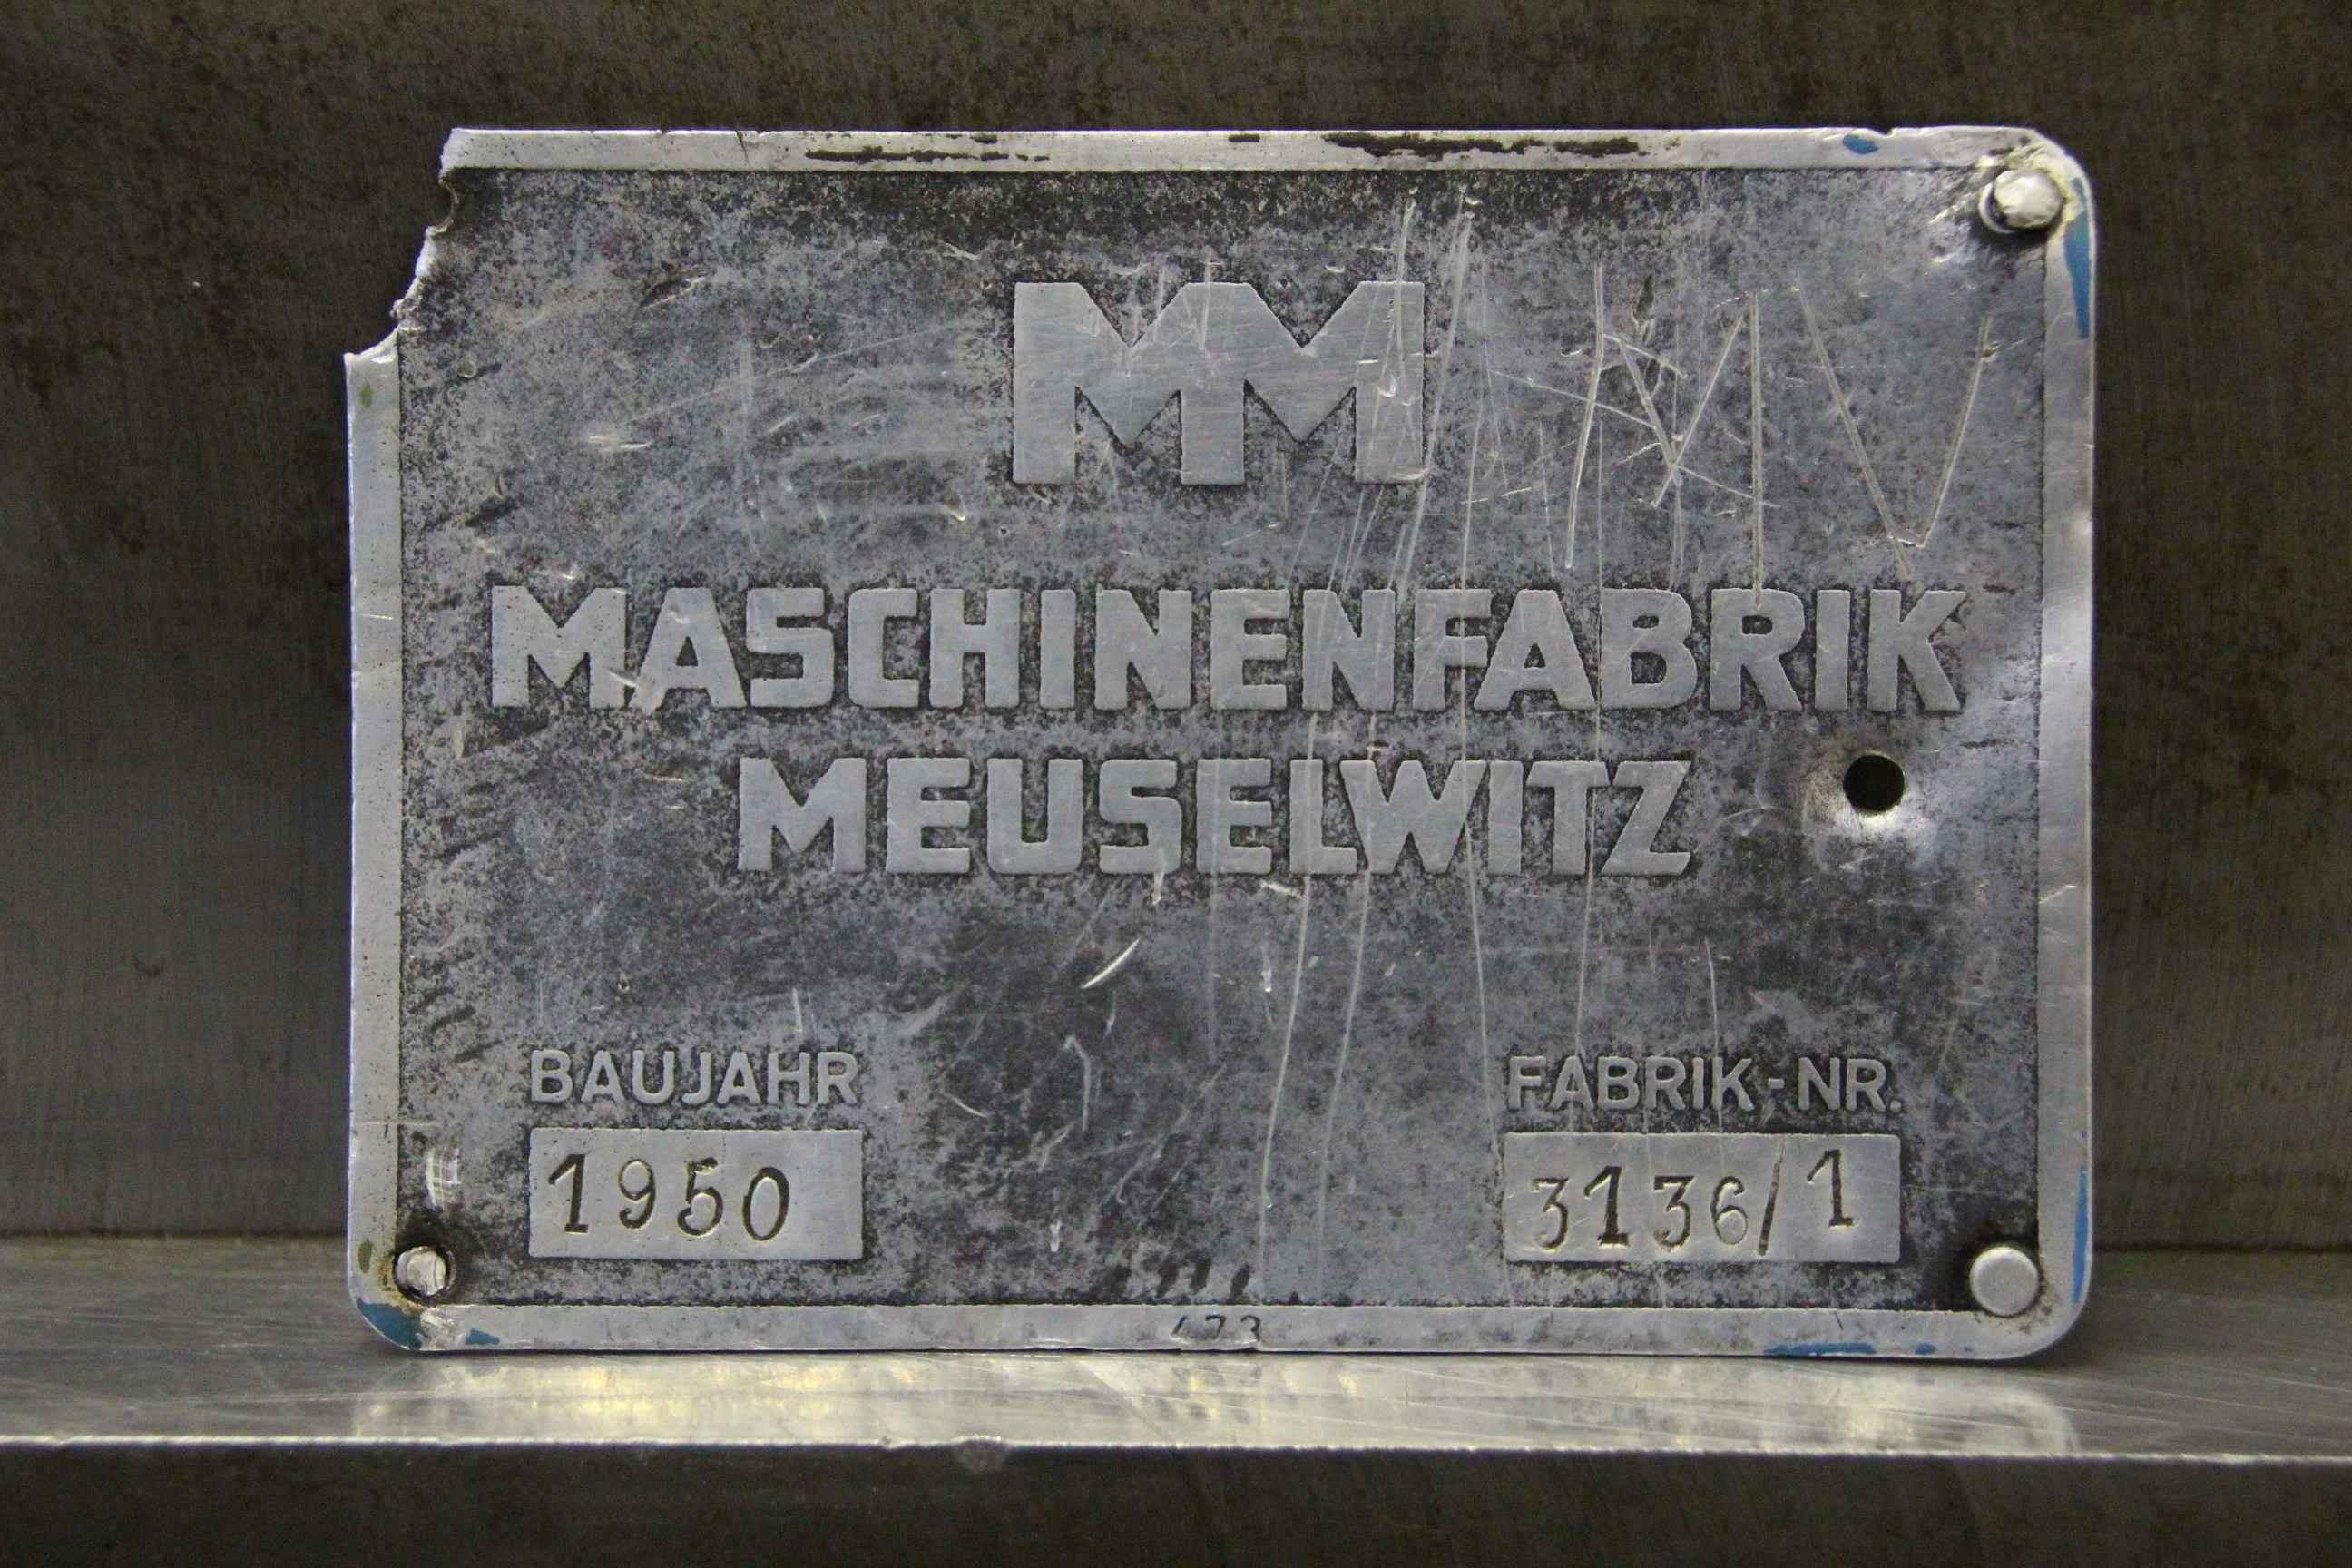 MM
MASCHINENFABRIK
MEUSELWITZ
BAUJAHR
1950
FABRIK-NR.
3136/1